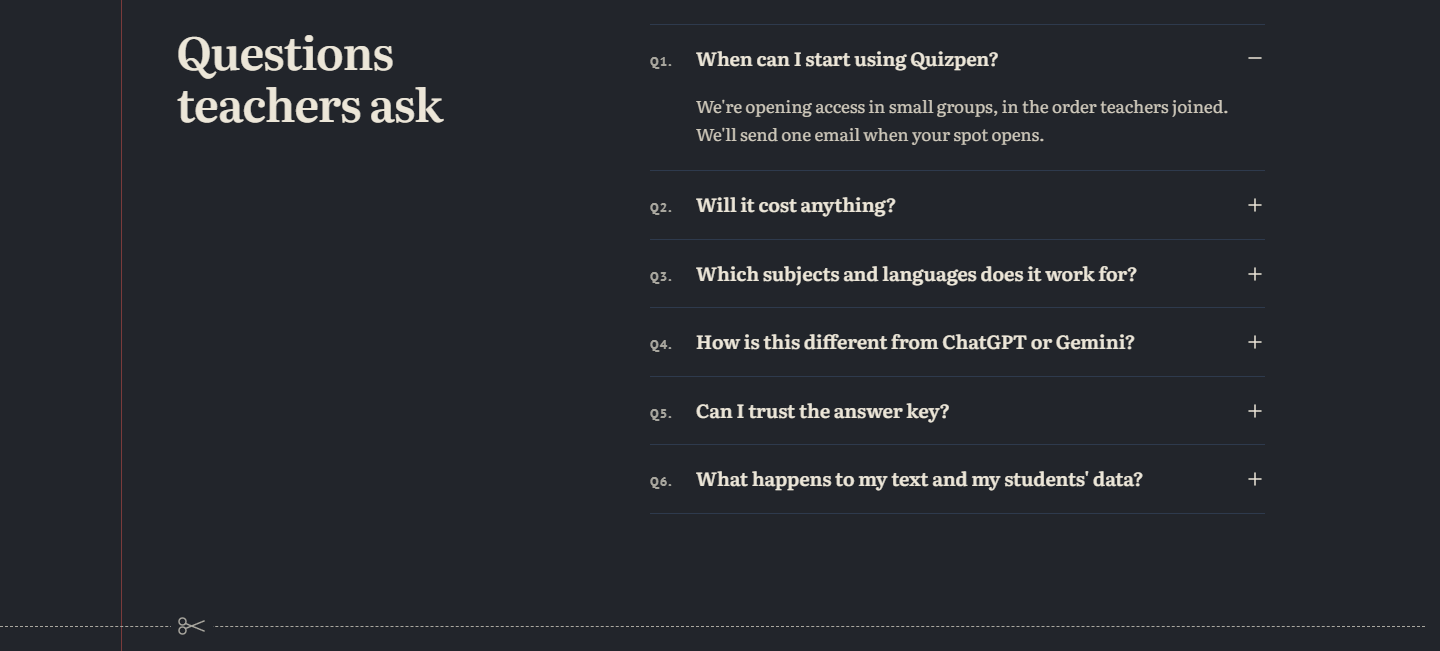 Questions
teachers ask
Q1. When can I start using Quizpen?
We're opening access in small groups, in the order teachers joined.
We'll send one email when your spot opens.
Q2. Will it cost anything?
Q3. Which subjects and languages does it work for?
Q4. How is this different from ChatGPT or Gemini?
Q5. Can I trust the answer key?
Q6. What happens to my text and my students' data?